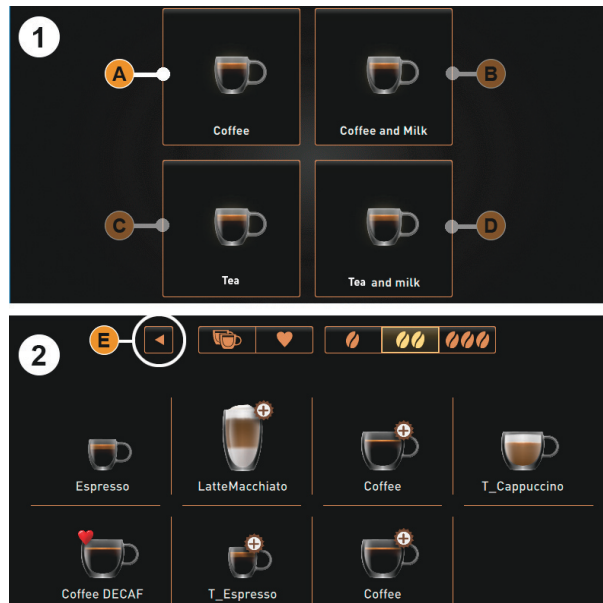 1
A
B
Coffee
Coffee and Milk
C
D
Tea
Tea and milk
2
E
Espresso
LatteMacchiato
Coffee
T_Cappuccino
Coffee DECAF
T_Espresso
Coffee